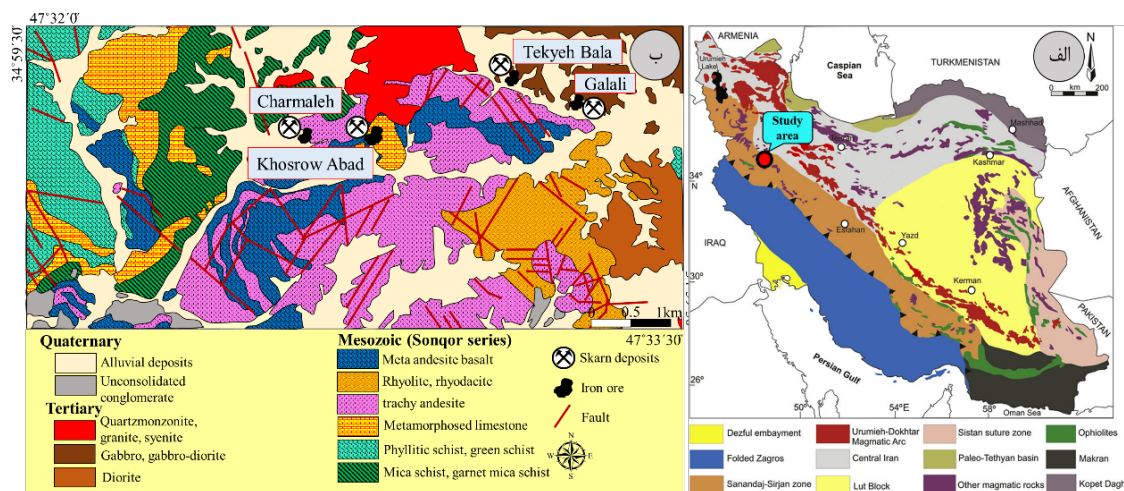 47˚32´0˝
34˚59´30˝
ب
Tekyeh Bala
Galali
Charmaleh
Khosrow Abad
0 0.5 1km
47˚33´30˝
Quaternary
Alluvial deposits
Unconsolidated
conglomerate
Tertiary
Quartzmonzonite,
granite, syenite
Gabbro, gabbro-diorite
Diorite
Mesozoic (Sonqor series)
Meta andesite basalt
Rhyolite, rhyodacite
trachy andesite
Metamorphosed limestone
Phyllitic schist, green schist
Mica schist, garnet mica schist
Skarn deposits
Iron ore
Fault
N
W E
S
ARMENIA
Urumieh
Lake
Caspian
Sea
TURKMENISTAN
الف
N
km
0 200
Study
area
Mashhad
Kashmar
34°
N
AFGHANISTAN
IRAQ
Esfahan
Yazd
30°
Kerman
PAKISTAN
Persian Gulf
26°
50°E
54°E
58°
Oman Sea
Dezful embayment
Folded Zagros
Sanandaj-Sirjan zone
Urumieh-Dokhtar
Magmatic Arc
Central Iran
Lut Block
Sistan suture zone
Paleo-Tethyan basin
Other magmatic rocks
Ophiolites
Makran
Kopet Dagh